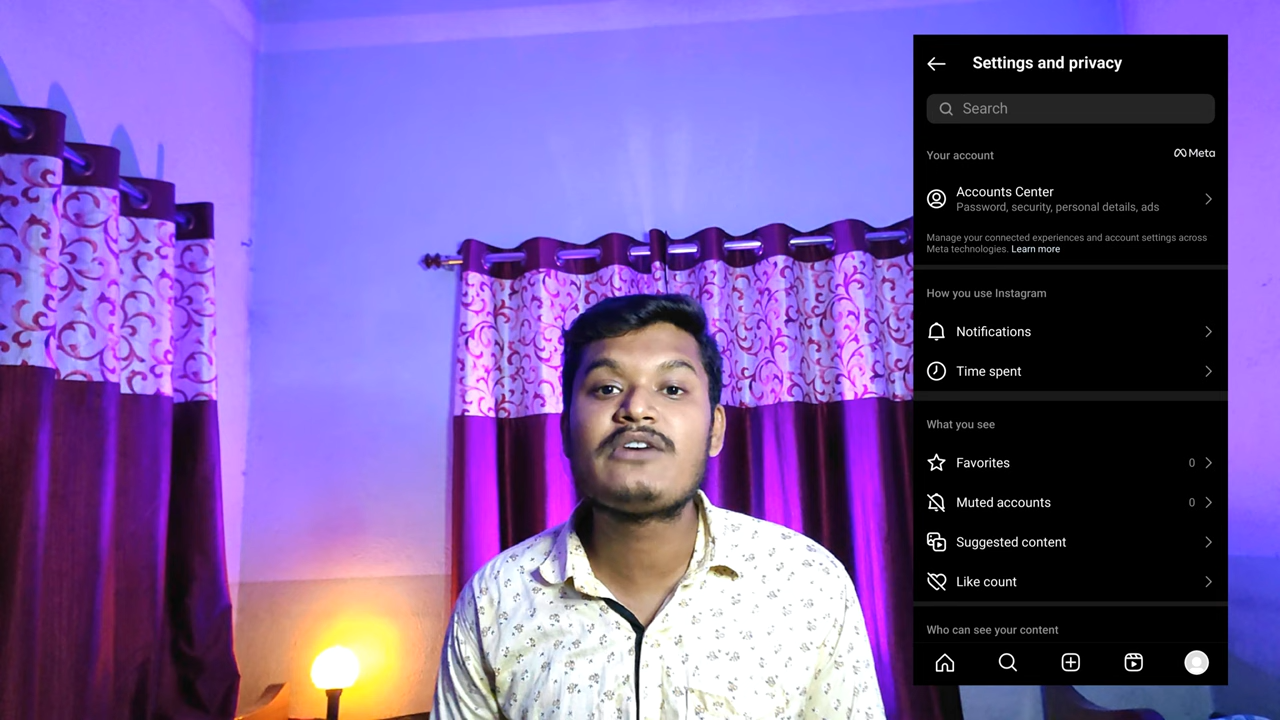 Settings and privacy
Search
Your account
Meta
Accounts Center
Password, security, personal details, ads
Manage your connected experiences and account settings across
Meta technologies. Learn more
How you use Instagram
Notifications
Time spent
What you see
Favorites 0
Muted accounts 0
Suggested content
Like count
Who can see your content